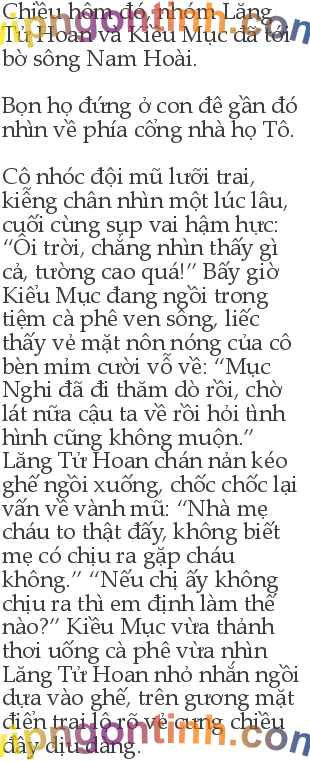 Chiều hôm đó, nhóm Lăng
Tử Hoan và Kiều Mục đã tới
bờ sông Nam Hoài.
Bọn họ đứng ở con đê gần đó
nhìn về phía cổng nhà họ Tô.
Cô nhóc đội mũ lưỡi trai,
kiễng chân nhìn một lúc lâu,
cuối cùng sụp vai hậm hực:
“Ôi trời, chẳng nhìn thấy gì
cả, tường cao quá!” Bấy giờ
Kiều Mục đang ngồi trong
tiệm cà phê ven sông, liếc
thấy vẻ mặt nôn nóng của cô
bèn mỉm cười vỗ về: “Mục
Nghi đã đi thăm dò rồi, chờ
lát nữa cậu ta về rồi hỏi tình
hình cũng không muộn.”
Lăng Tử Hoan chán nản kéo
ghế ngồi xuống, chốc chốc lại
vấn vê vành mũ: “Nhà mẹ
cháu to thật đấy, không biết
mẹ có chịu ra gặp cháu
không.” “Nếu chị ấy không
chịu ra thì em định làm thế
nào?” Kiều Mục vừa thảnh
thơi uống cà phê vừa nhìn
Lăng Tử Hoan nhỏ nhắn ngồi
dựa vào ghế, trên gương mặt
điển trai lộ rõ vẻ cưng chiều
đầy dịu dàng.
vipngontinh.com
vipngontinh.com